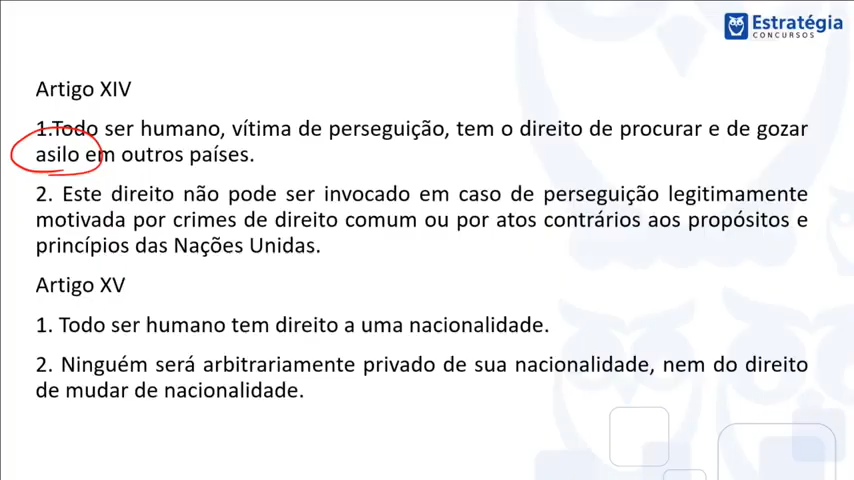 Estratégia
CONCURSOS
Artigo XIV
1.Todo ser humano, vítima de perseguição, tem o direito de procurar e de gozar
asilo em outros países.
2. Este direito não pode ser invocado em caso de perseguição legitimamente
motivada por crimes de direito comum ou por atos contrários aos propósitos e
princípios das Nações Unidas.
Artigo XV
1. Todo ser humano tem direito a uma nacionalidade.
2. Ninguém será arbitrariamente privado de sua nacionalidade, nem do direito
de mudar de nacionalidade.